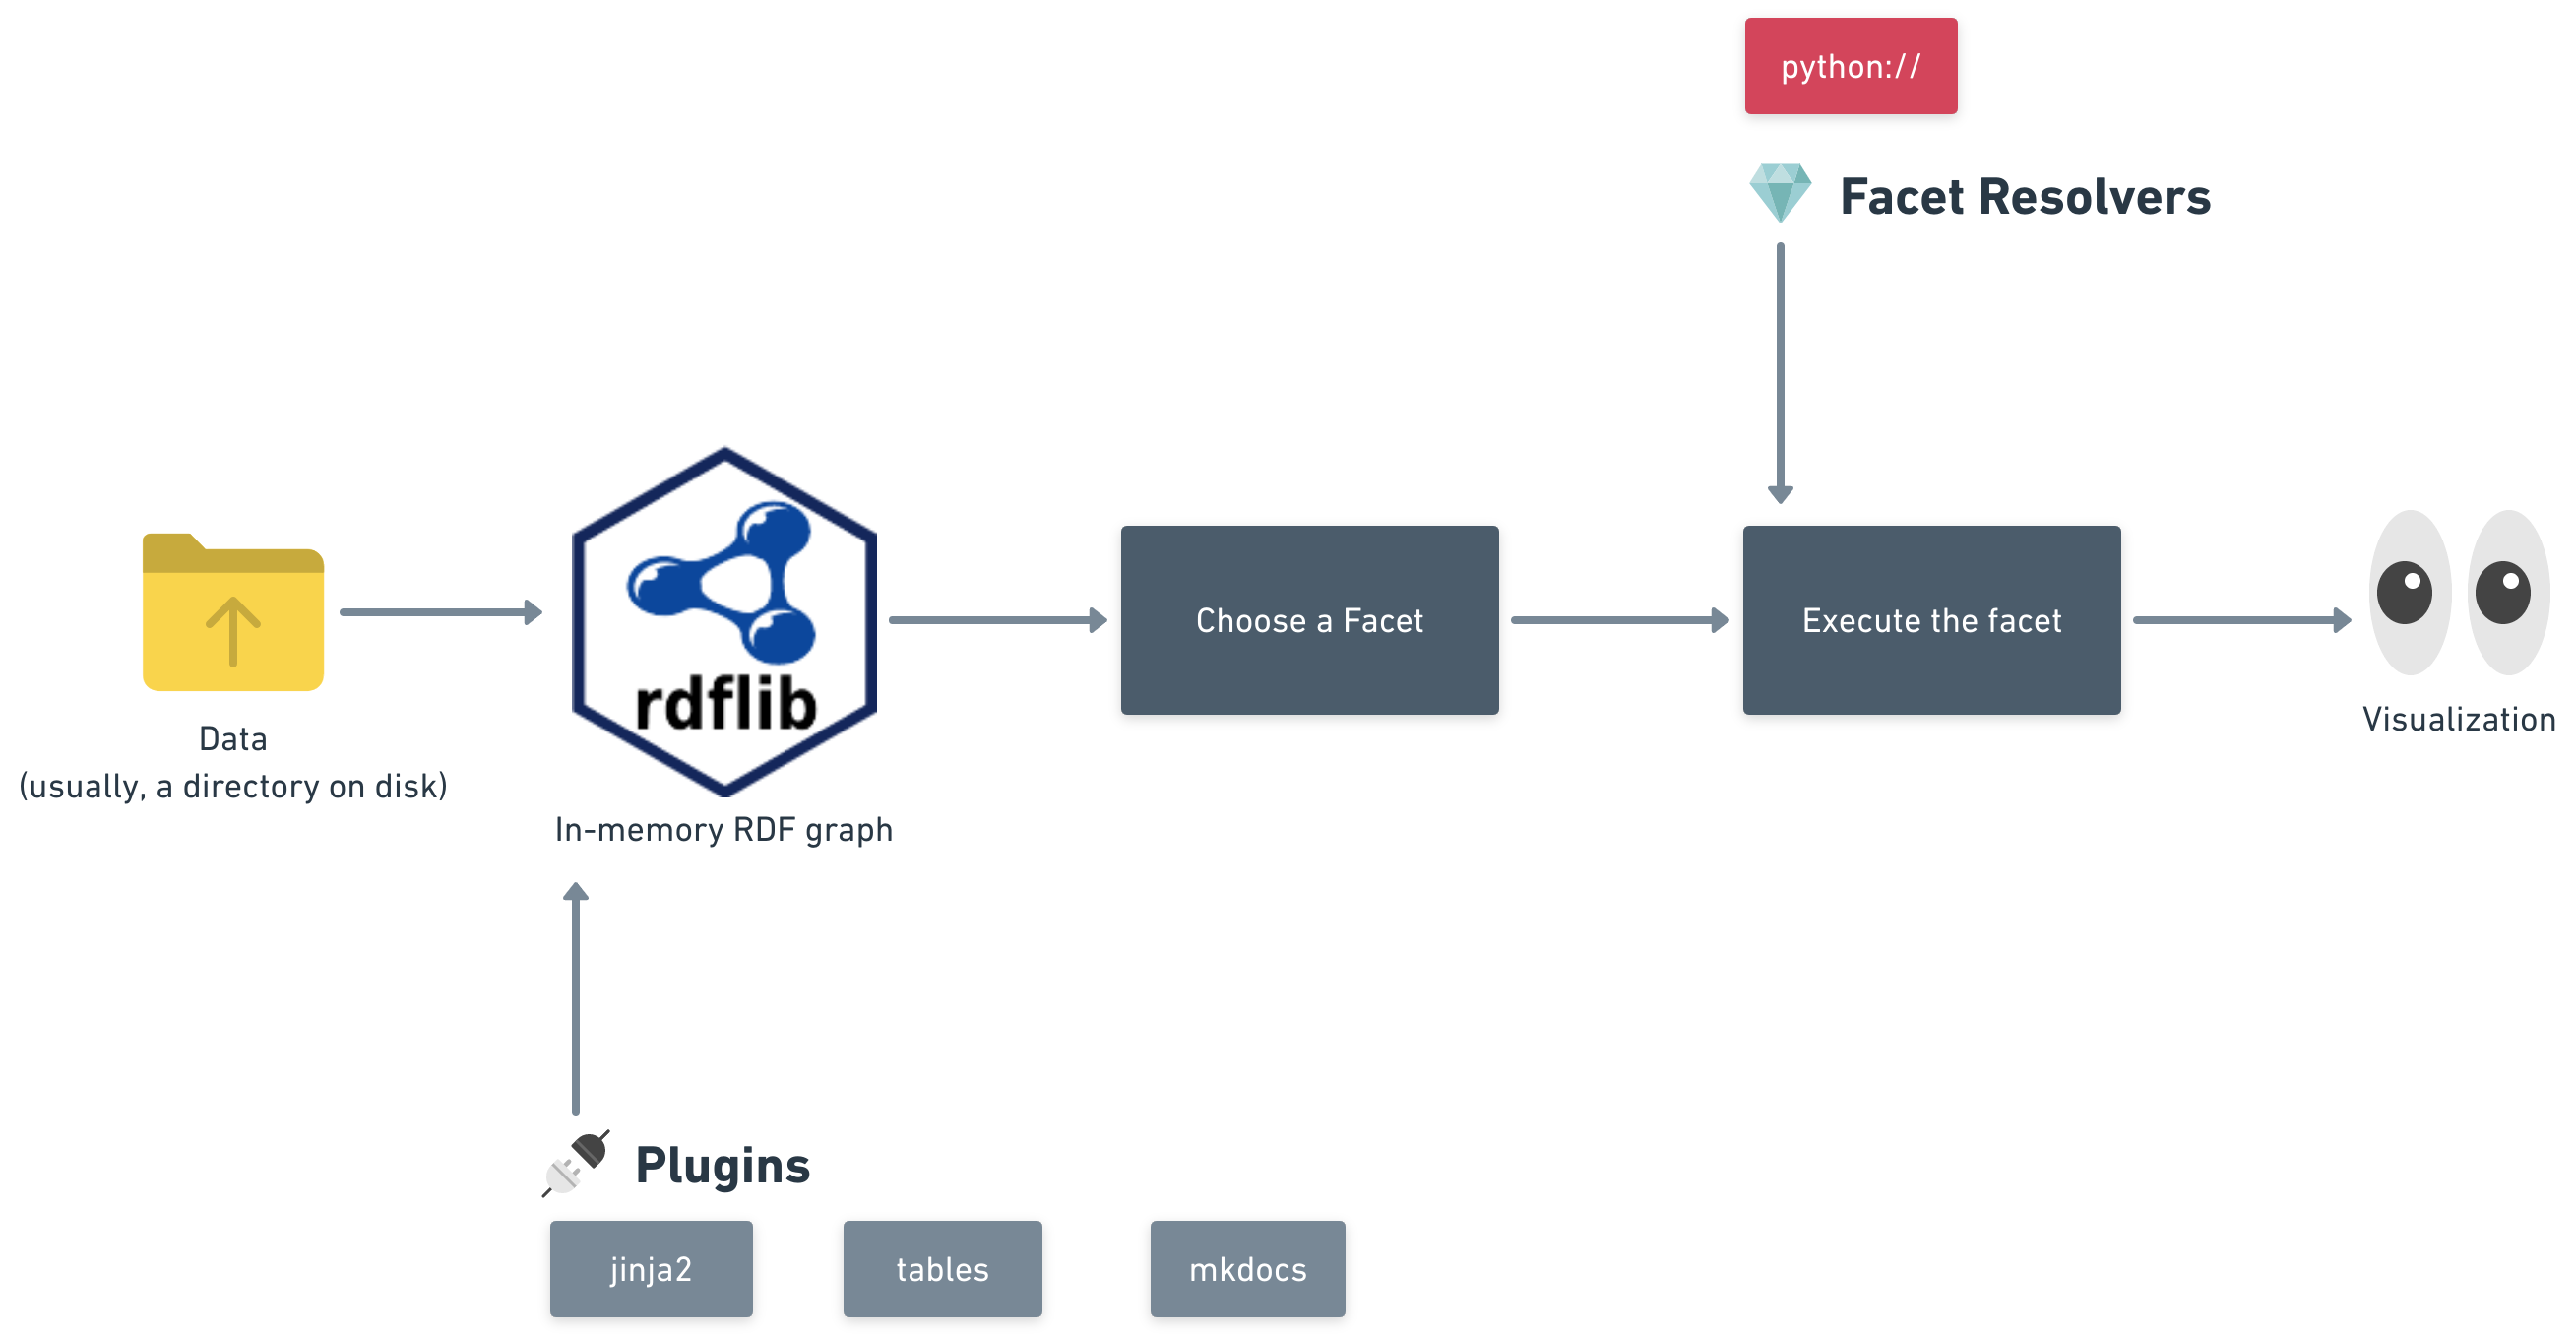 python://
Facet Resolvers
rdflib
Choose a Facet
Execute the facet
Visualization
Data
(usually, a directory on disk)
In-memory RDF graph
Plugins
jinja2
tables
mkdocs